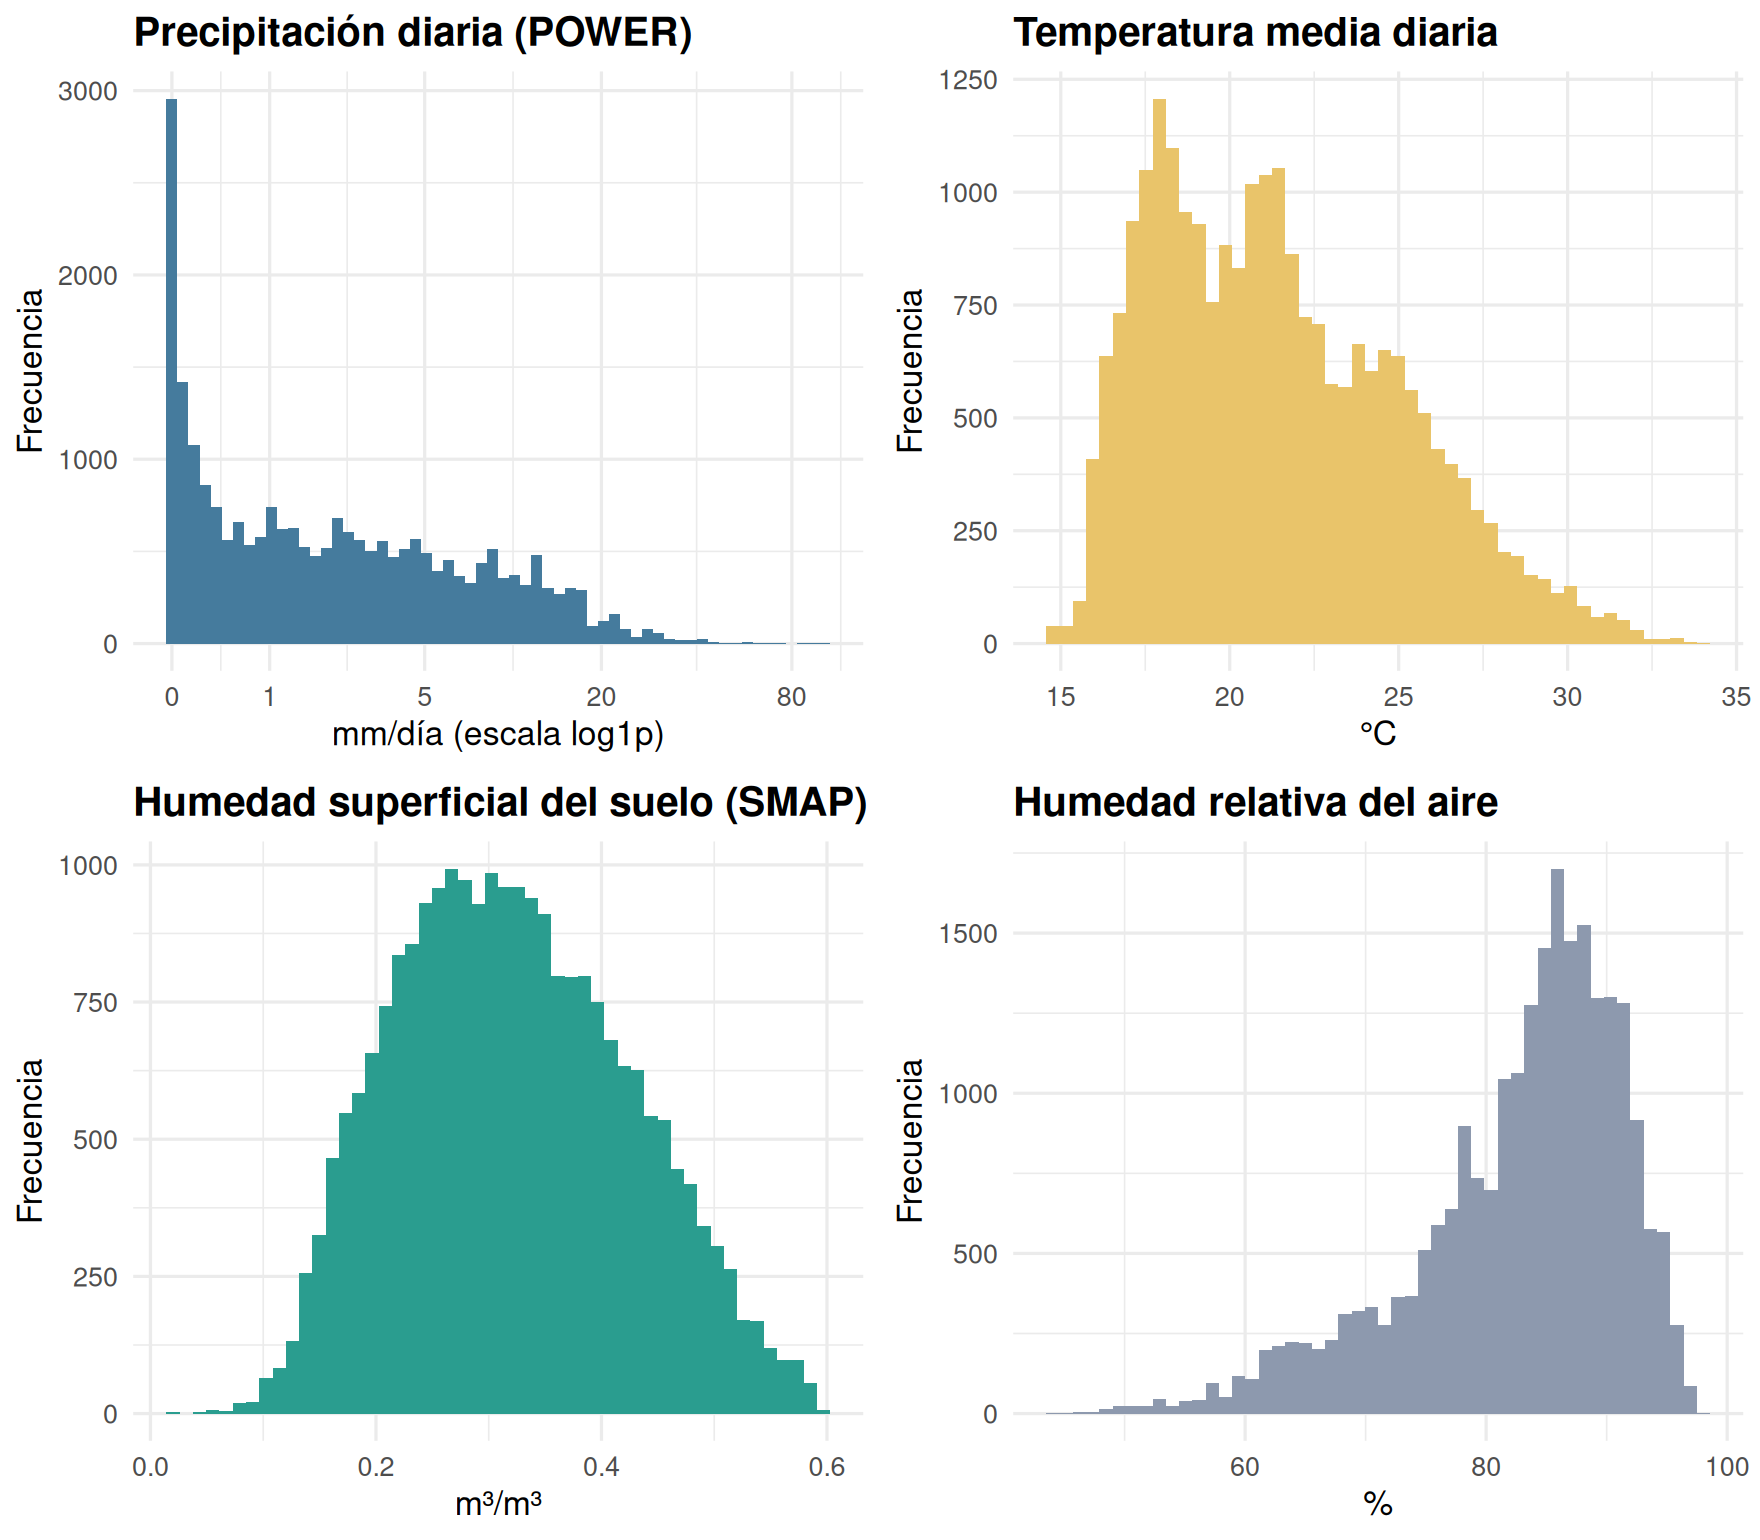 Precipitación diaria (POWER)
Frecuencia
3000
2000
1000
0
0 1 5 20 80
mm/día (escala log1p)
Temperatura media diaria
Frecuencia
1250
1000
750
500
250
0
15 20 25 30 35
°C
Humedad superficial del suelo (SMAP)
Frecuencia
1000
750
500
250
0
0.0 0.2 0.4 0.6
m³/m³
Humedad relativa del aire
Frecuencia
1500
1000
500
0
60 80 100
%